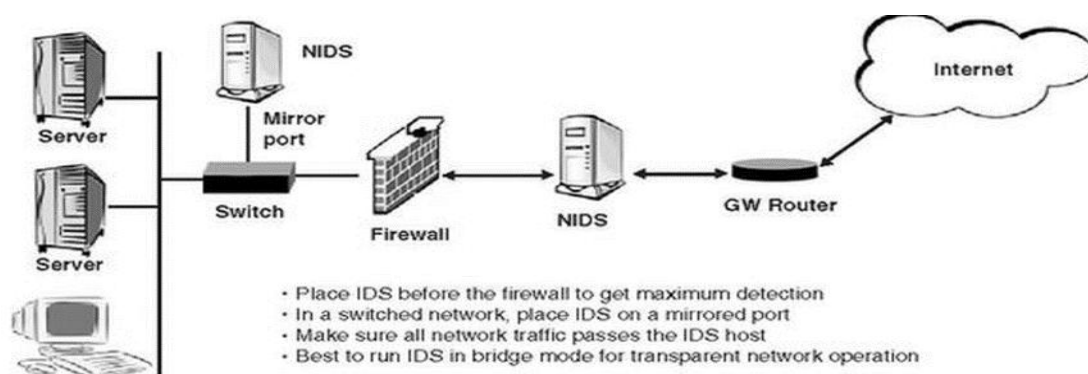 NIDS
Internet
Mirror
port
Server
NIDS
GW Router
Switch
Firewall
Server
• Place IDS before the firewall to get maximum detection
• In a switched network, place IDS on a mirrored port
• Make sure all network traffic passes the IDS host
• Best to run IDS in bridge mode for transparent network operation